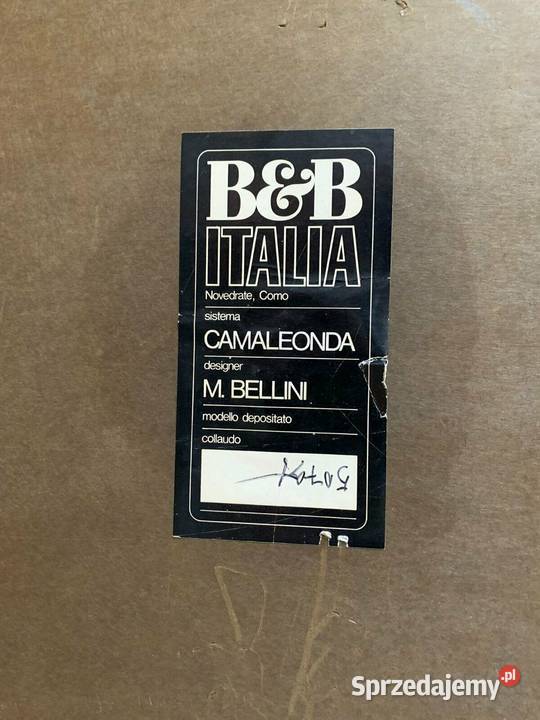 B&B
ITALIA
Novedrate, Como
sistema
CAMALEONDA
designer
M. BELLINI
modello depositato
collaudo
Sprzedajemy.pl